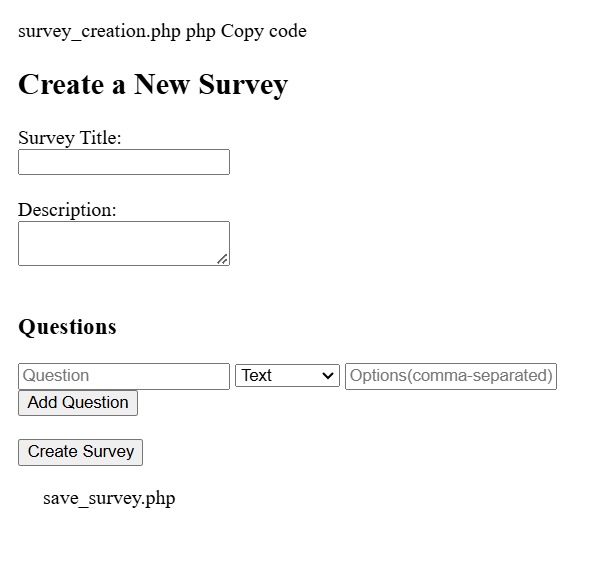 survey_creation.php php Copy code
Create a New Survey
Survey Title:
Description:
Questions
Question Text Options(comma-separated)
Add Question
Create Survey
save_survey.php